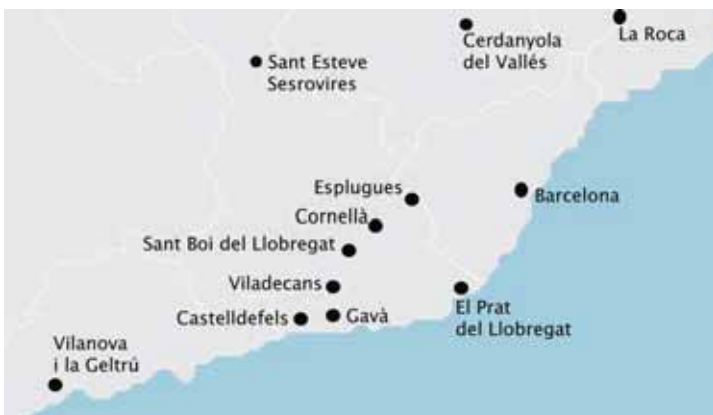 La Roca
Cerdanyola
del Vallés
Sant Esteve
Sesrovires
Esplugues
Barcelona
Cornellà
Sant Boi del Llobregat
Viladecans
El Prat
del Llobregat
Castelldefels
Gavà
Vilanova
i la Geltrú